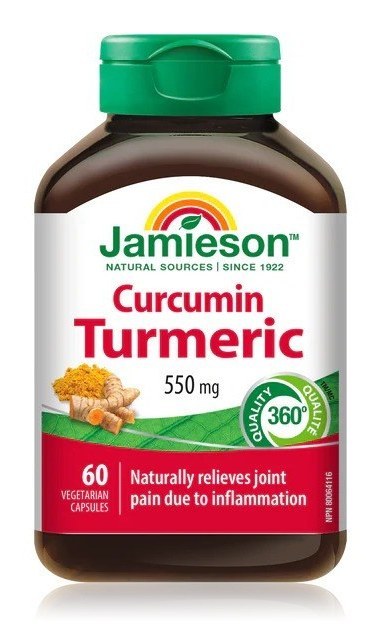 Jamieson™
NATURAL SOURCES | SINCE 1922
Curcumin
Turmeric
550 mg
QUALITY
360°
QUALITÉ
60
VEGETARIAN
CAPSULES
Naturally relieves joint
pain due to inflammation
NPN 80064116